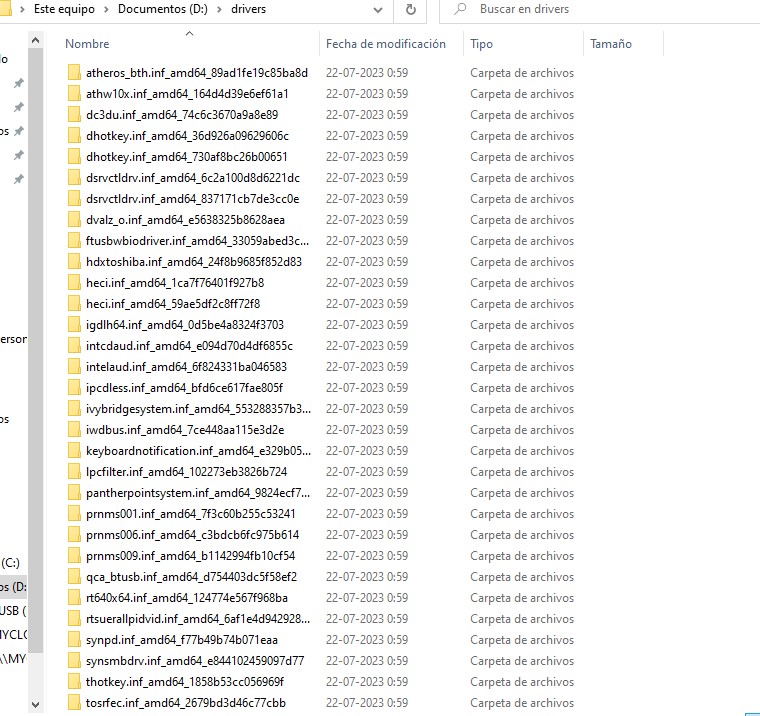 Este equipo > Documentos (D:) > drivers
Buscar en drivers
Nombre Fecha de modificación Tipo Tamaño
atheros_bth.inf_amd64_89ad1fe19c85ba8d 22-07-2023 0:59 Carpeta de archivos
athw10x.inf_amd64_164d4d39e6ef61a1 22-07-2023 0:59 Carpeta de archivos
dc3du.inf_amd64_74c6c3670a9a8e89 22-07-2023 0:59 Carpeta de archivos
dhotkey.inf_amd64_36d926a09629606c 22-07-2023 0:59 Carpeta de archivos
dhotkey.inf_amd64_730af8bc26b00651 22-07-2023 0:59 Carpeta de archivos
dsrvctldrv.inf_amd64_6c2a100d8d6221dc 22-07-2023 0:59 Carpeta de archivos
dsrvctldrv.inf_amd64_837171cb7de3cc0e 22-07-2023 0:59 Carpeta de archivos
dvalz_o.inf_amd64_e5638325b8628aea 22-07-2023 0:59 Carpeta de archivos
ftusbwbiodriver.inf_amd64_33059abed3c... 22-07-2023 0:59 Carpeta de archivos
hdxtoshiba.inf_amd64_24f8b9685f852d83 22-07-2023 0:59 Carpeta de archivos
heci.inf_amd64_1ca7f76401f927b8 22-07-2023 0:59 Carpeta de archivos
heci.inf_amd64_59ae5df2c8ff72f8 22-07-2023 0:59 Carpeta de archivos
igdlh64.inf_amd64_0d5be4a8324f3703 22-07-2023 0:59 Carpeta de archivos
intcdaud.inf_amd64_e094d70d4df6855c 22-07-2023 0:59 Carpeta de archivos
intelaud.inf_amd64_6f824331ba046583 22-07-2023 0:59 Carpeta de archivos
ipcdless.inf_amd64_bfd6ce617fae805f 22-07-2023 0:59 Carpeta de archivos
ivybridgesystem.inf_amd64_553288357b3... 22-07-2023 0:59 Carpeta de archivos
iwdbus.inf_amd64_7ce448aa115e3d2e 22-07-2023 0:59 Carpeta de archivos
keyboardnotification.inf_amd64_e329b05... 22-07-2023 0:59 Carpeta de archivos
lpcfilter.inf_amd64_102273eb3826b724 22-07-2023 0:59 Carpeta de archivos
pantherpointsystem.inf_amd64_9824ecf7... 22-07-2023 0:59 Carpeta de archivos
prnms001.inf_amd64_7f3c60b255c53241 22-07-2023 0:59 Carpeta de archivos
prnms006.inf_amd64_c3bdcb6fc975b614 22-07-2023 0:59 Carpeta de archivos
prnms009.inf_amd64_b1142994fb10cf54 22-07-2023 0:59 Carpeta de archivos
(C:)
qca_btusb.inf_amd64_d754403dc5f58ef2 22-07-2023 0:59 Carpeta de archivos
os (D:
rt640x64.inf_amd64_124774e567f968ba 22-07-2023 0:59 Carpeta de archivos
USB (
rtsuerallpidvid.inf_amd64_6af1e4d942928... 22-07-2023 0:59 Carpeta de archivos
synpd.inf_amd64_f77b49b74b071eaa 22-07-2023 0:59 Carpeta de archivos
synsmbdrv.inf_amd64_e844102459097d77 22-07-2023 0:59 Carpeta de archivos
thotkey.inf_amd64_1858b53cc056969f 22-07-2023 0:59 Carpeta de archivos
tosrfec.inf_amd64_2679bd3d46c77cbb 22-07-2023 0:59 Carpeta de archivos